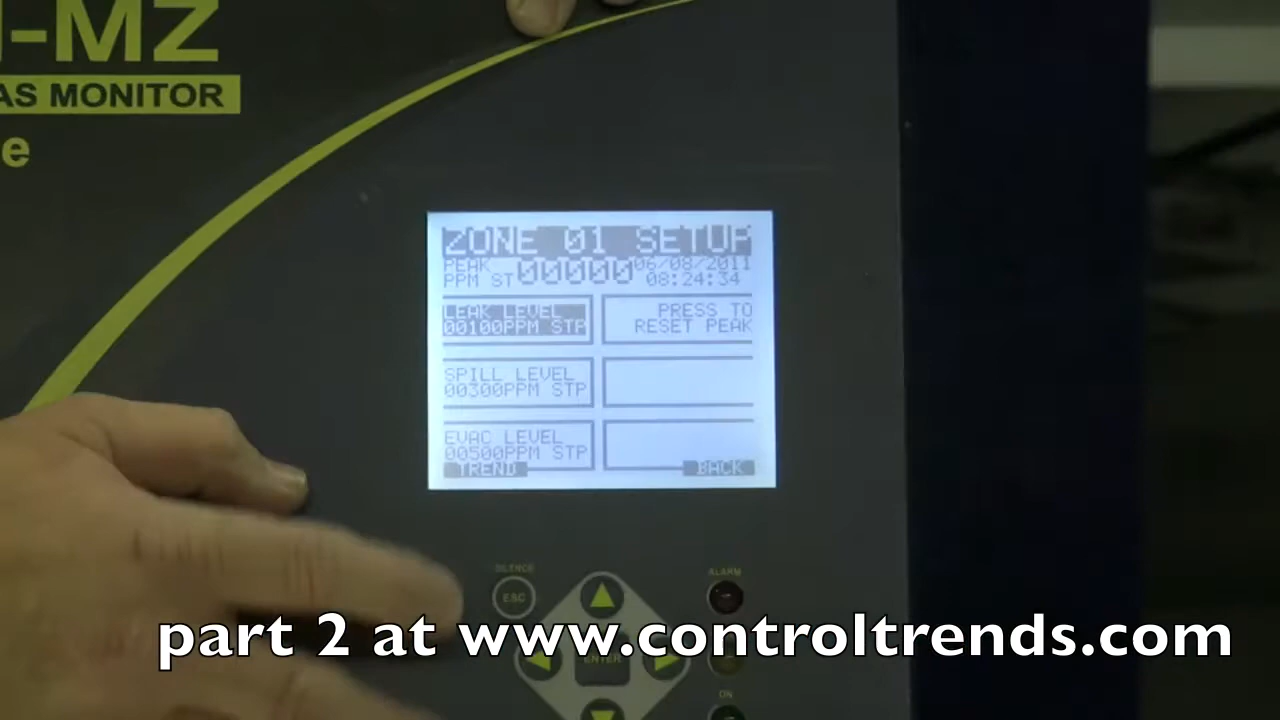 -MZ
AS MONITOR
e
ZONE 01 SETUP
PEAK 00000 06/08/2011
PPM ST 08:24:34
LEAK LEVEL
00100PPM STP
PRESS TO
RESET PEAK
SPILL LEVEL
00300PPM STP
EVAC LEVEL
00500PPM STP
TREND
BACK
SILENCE
ESC
ALARM
ENTER
ON
part 2 at www.controltrends.com